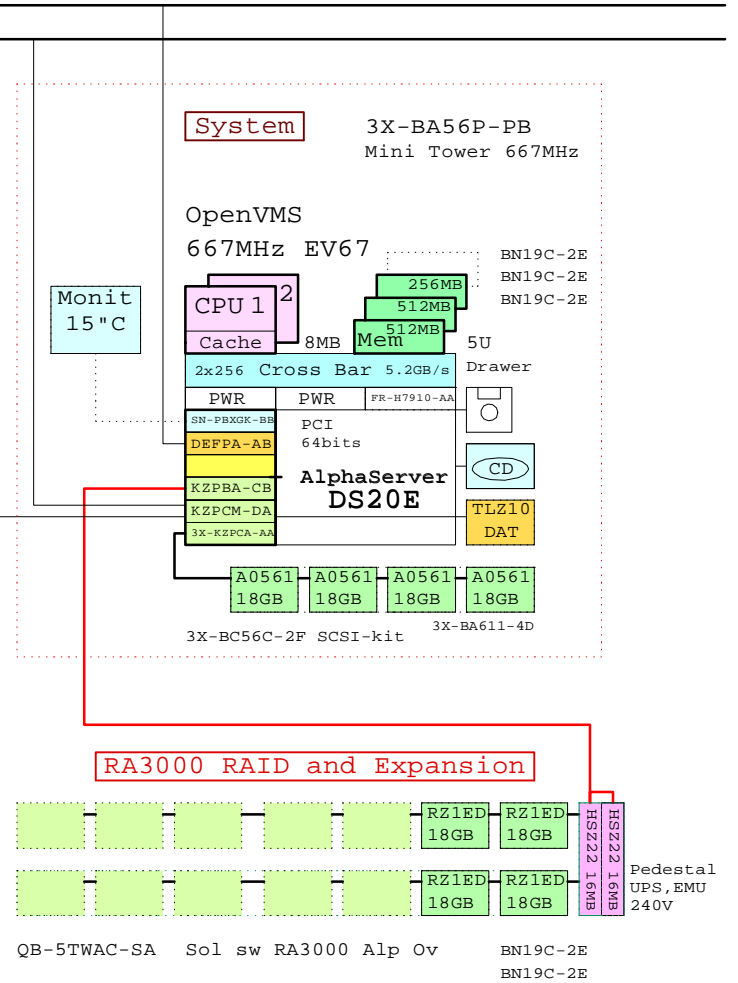 System
3X-BA56P-PB
Mini Tower 667MHz
OpenVMS
667MHz EV67
BN19C-2E
BN19C-2E
BN19C-2E
Monit
15"C
CPU 1
2
Cache
8MB
256MB
512MB
512MB
Mem
5U
Drawer
2x256 Cross Bar 5.2GB/s
PWR
PWR
FR-H7910-AA
SN-PBXGK-BB
PCI
64bits
DEFPA-AB
KZPBA-CB
KZPCM-DA
3X-KZPCA-AA
AlphaServer
DS20E
CD
TLZ10
DAT
A0561
18GB
A0561
18GB
A0561
18GB
A0561
18GB
3X-BC56C-2F SCSI-kit
3X-BA611-4D
RA3000 RAID and Expansion
RZ1ED
18GB
RZ1ED
18GB
RZ1ED
18GB
RZ1ED
18GB
HSZ22 16MB
HSZ22 16MB
Pedestal
UPS,EMU
240V
QB-5TWAC-SA Sol sw RA3000 Alp Ov
BN19C-2E
BN19C-2E